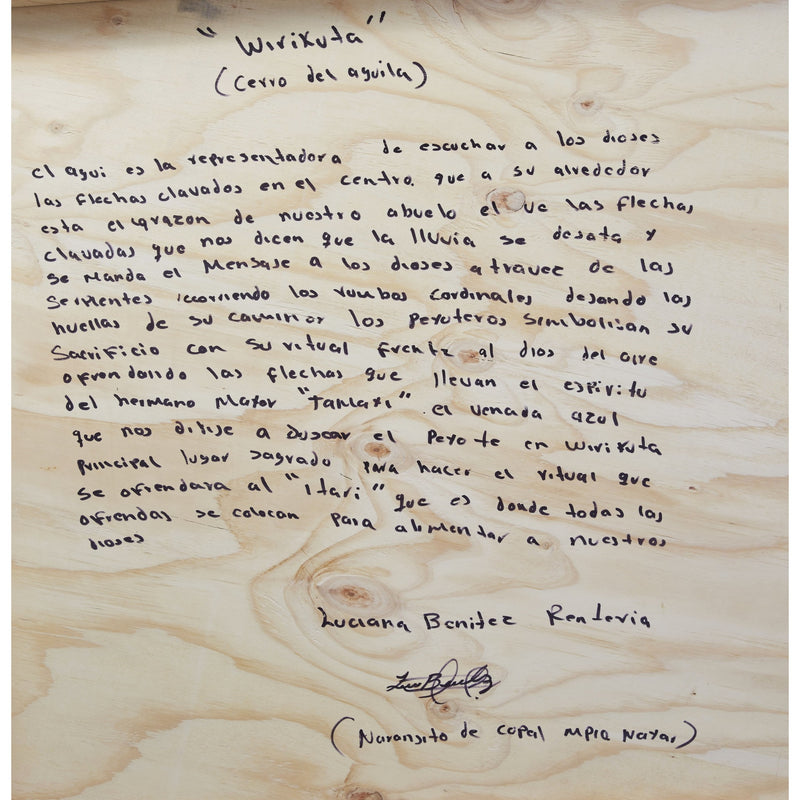 "Wirikuta"
(Cerro del aguila)
el aqui es la representadora de escuchar a los dioses
las flechas clavados en el centro. que a su alrededor
esta el corazon de nuestro abuelo el las flechas
clavadas que nos dicen que la lluvia se desata y
se manda el mensaje a los dioses atravez de las
serpientes recorriendo los rumbos cordinales dejando las
huellas de su caminar los peyoteros simbolisan su
sacrificio con su ritual frente al dios del aire
ofrendando las flechas que llevan el espiritu
del hermano mayor el venada azul
que nos dirije a buscar el peyote en wirikuta
principal lugar sagrado para hacer el ritual que
se ofrendara al "itari" que es donde todas las
ofrendas se colocan para alimentar a nuestros
dioses
Luciana Benitez Renteria
(Naranjito de copal mpio Nayar)